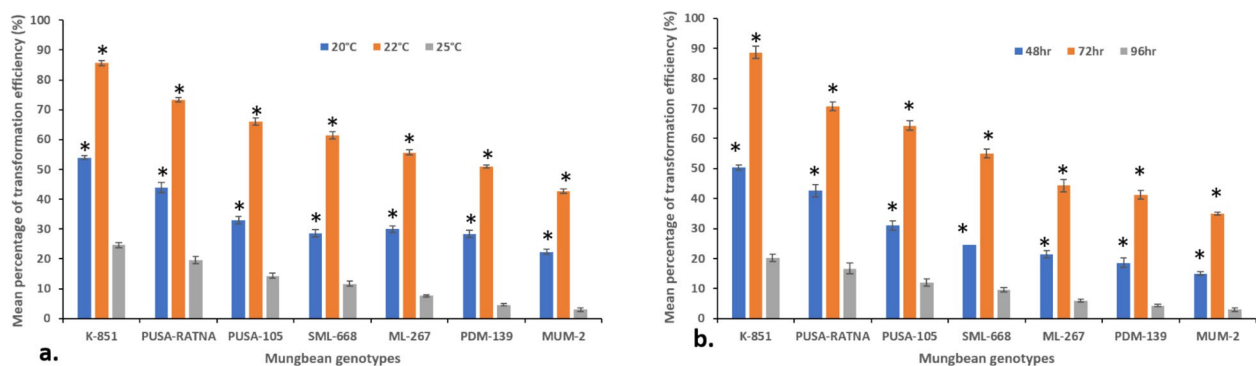 100
90
80
70
60
50
40
30
20
10
0
Mean percentage of transformation efficiency (%)
20°C 22°C 25°C
* * * * * * *
* * * * * * *
K-851 PUSA-RATNA PUSA-105 SML-668 ML-267 PDM-139 MUM-2
Mungbean genotypes
a.
100
90
80
70
60
50
40
30
20
10
0
Mean percentage of transformation efficiency (%)
48hr 72hr 96hr
* * * * * * *
* * * * * * *
K-851 PUSA-RATNA PUSA-105 SML-668 ML-267 PDM-139 MUM-2
Mungbean genotypes
b.